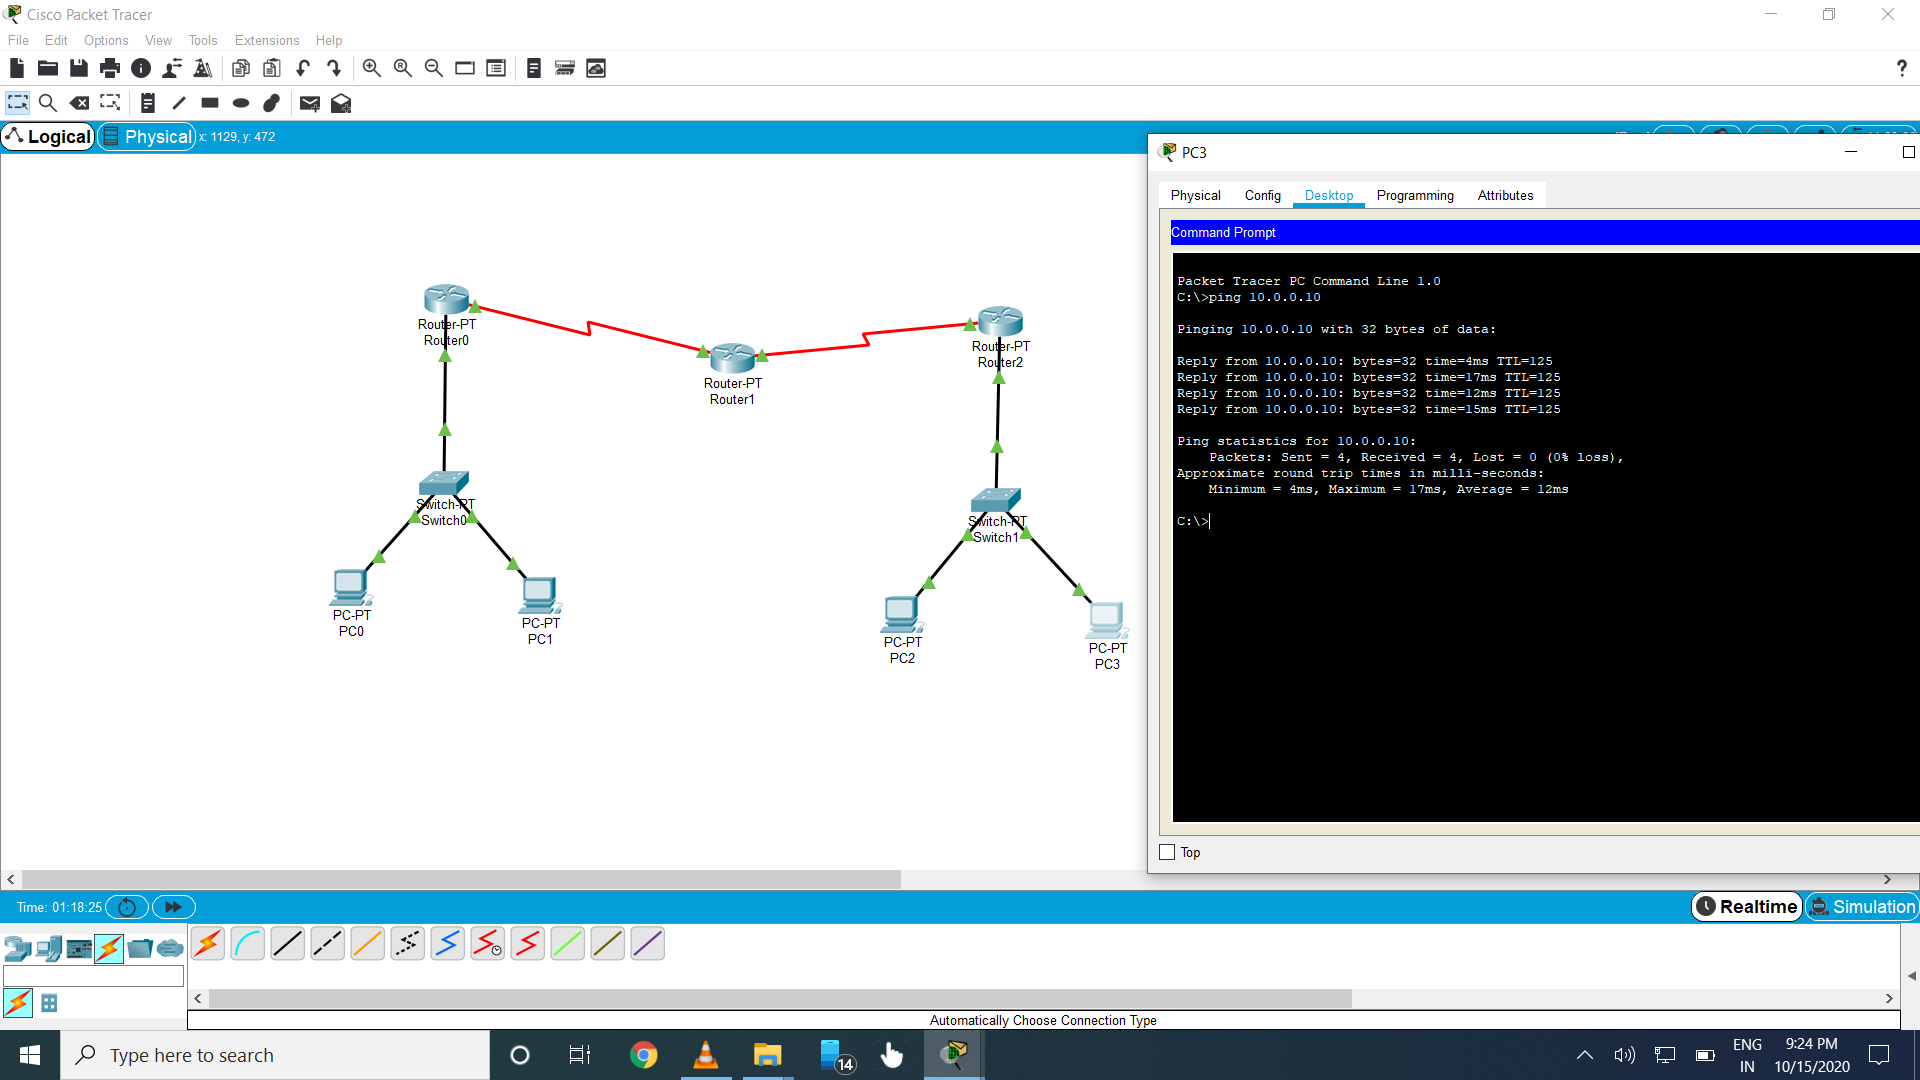 Cisco Packet Tracer
File Edit Options View Tools Extensions Help
Logical Physical x: 1129, y: 472
PC3
Physical Config Desktop Programming Attributes
Command Prompt
Packet Tracer PC Command Line 1.0
C:\>ping 10.0.0.10
Pinging 10.0.0.10 with 32 bytes of data:
Reply from 10.0.0.10: bytes=32 time=4ms TTL=125
Reply from 10.0.0.10: bytes=32 time=17ms TTL=125
Reply from 10.0.0.10: bytes=32 time=12ms TTL=125
Reply from 10.0.0.10: bytes=32 time=15ms TTL=125
Ping statistics for 10.0.0.10:
Packets: Sent = 4, Received = 4, Lost = 0 (0% loss),
Approximate round trip times in milli-seconds:
Minimum = 4ms, Maximum = 17ms, Average = 12ms
C:\>
Top
Router-PT
Router0
Router-PT
Router1
Router-PT
Router2
Switch-PT
Switch0
Switch-PT
Switch1
PC-PT
PC0
PC-PT
PC1
PC-PT
PC2
PC-PT
PC3
Time: 01:18:25
Realtime Simulation
Automatically Choose Connection Type
Type here to search
14
ENG
IN
9:24 PM
10/15/2020